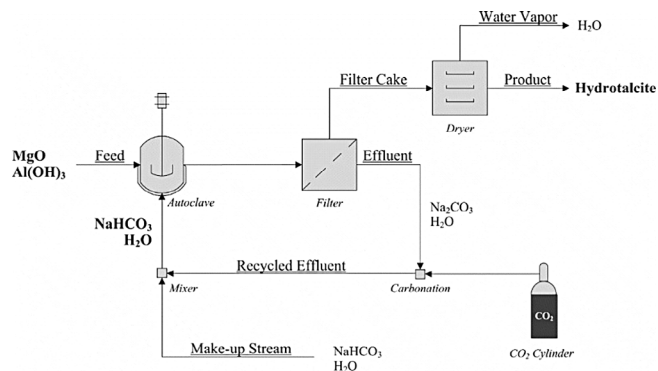 Water Vapor
H₂O
Filter Cake
Product
Hydrotalcite
Dryer
MgO
Al(OH)₃
Feed
Effluent
Autoclave
Filter
NaHCO₃
H₂O
Na₂CO₃
H₂O
Recycled Effluent
Mixer
Carbonation
CO₂
Make-up Stream
NaHCO₃
H₂O
CO₂ Cylinder